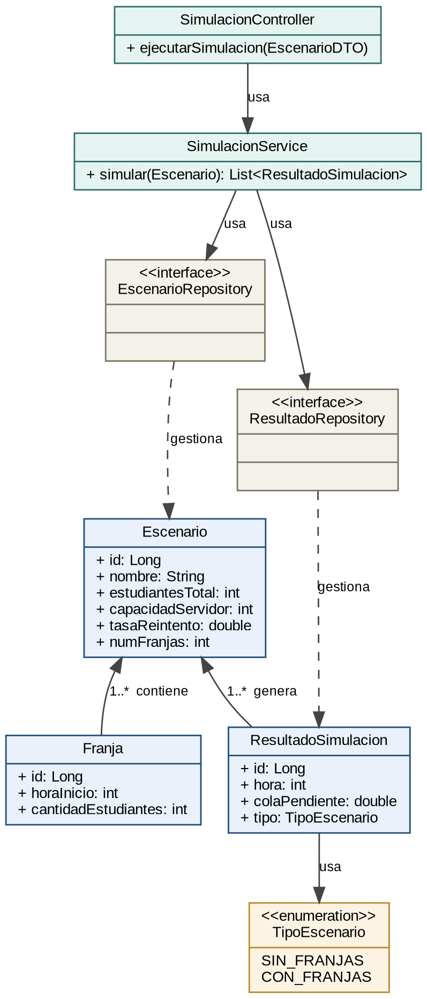 SimulacionController
+ ejecutarSimulacion(EscenarioDTO)
usa
SimulacionService
+ simular(Escenario): List<ResultadoSimulacion>
usa
usa
<<interface>>
EscenarioRepository
<<interface>>
ResultadoRepository
gestiona
gestiona
Escenario
+ id: Long
+ nombre: String
+ estudiantesTotal: int
+ capacidadServidor: int
+ tasaReintento: double
+ numFranjas: int
1..* contiene
1..* genera
Franja
+ id: Long
+ horaInicio: int
+ cantidadEstudiantes: int
ResultadoSimulacion
+ id: Long
+ hora: int
+ colaPendiente: double
+ tipo: TipoEscenario
usa
<<enumeration>>
TipoEscenario
SIN_FRANJAS
CON_FRANJAS